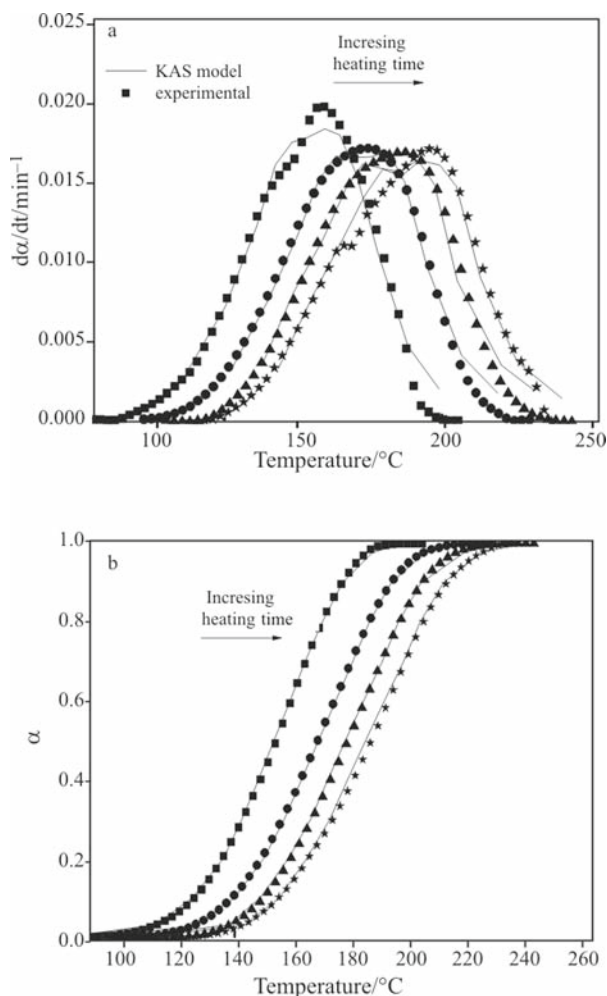 a
KAS model
experimental
Incresing
heating time
dα/dt/min⁻¹
0.025
0.020
0.015
0.010
0.005
0.000
100 150 200 250
Temperature/°C
b
Incresing
heating time
α
1.0
0.8
0.6
0.4
0.2
0.0
100 120 140 160 180 200 220 240 260
Temperature/°C